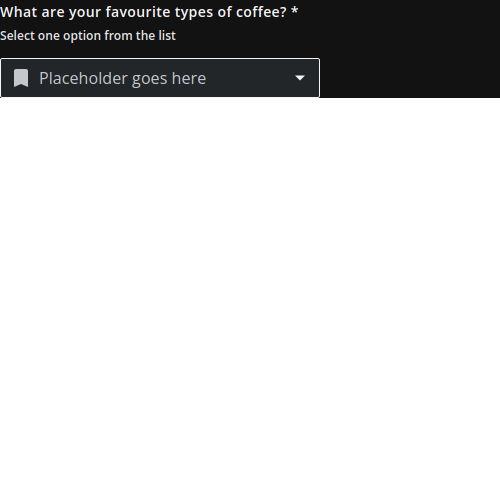 What are your favourite types of coffee? *
Select one option from the list
Placeholder goes here